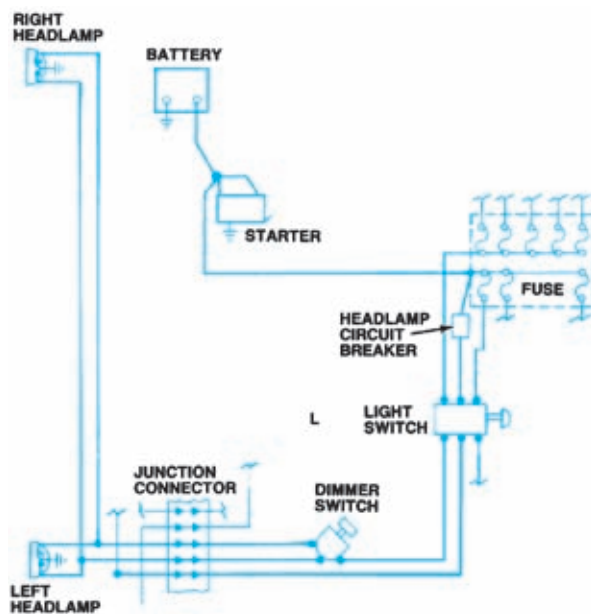 RIGHT
HEADLAMP
BATTERY
STARTER
FUSE
HEADLAMP
CIRCUIT
BREAKER
L
LIGHT
SWITCH
JUNCTION
CONNECTOR
DIMMER
SWITCH
LEFT
HEADLAMP